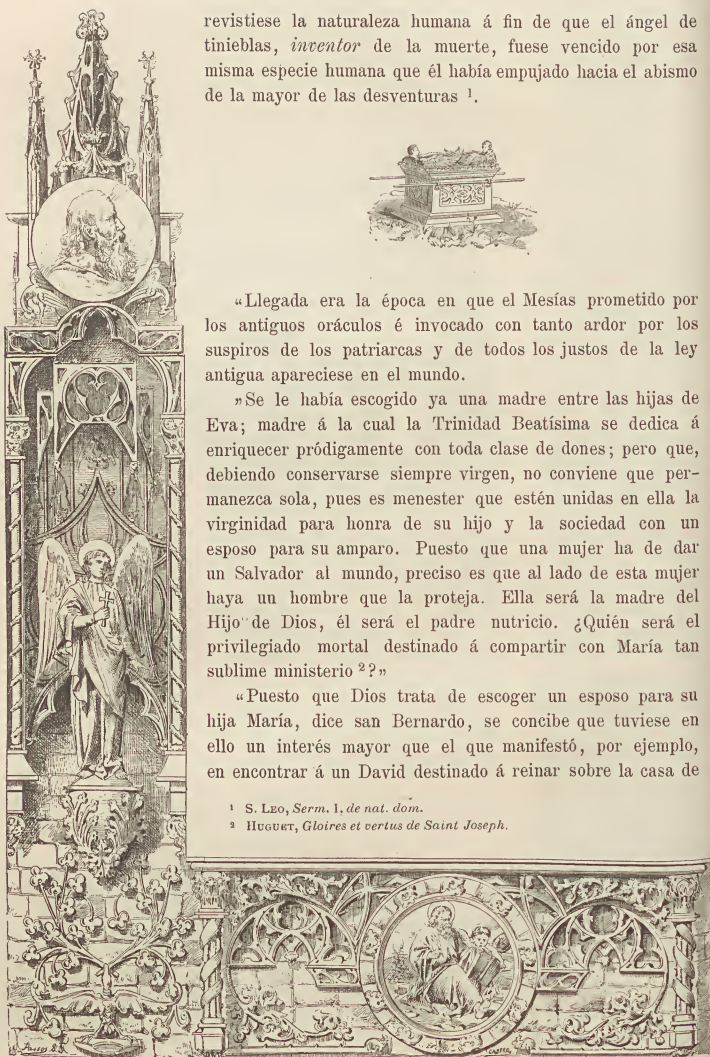 revistiese la naturaleza humana á fin de que el ángel de
tinieblas, inventor de la muerte, fuese vencido por esa
misma especie humana que él había empujado hacia el abismo
de la mayor de las desventuras ¹.
“Llegada era la época en que el Mesías prometido por
los antiguos oráculos é invocado con tanto ardor por los
suspiros de los patriarcas y de todos los justos de la ley
antigua apareciese en el mundo.
”Se le había escogido ya una madre entre las hijas de
Eva; madre á la cual la Trinidad Beatísima se dedica á
enriquecer pródigamente con toda clase de dones; pero que,
debiendo conservarse siempre virgen, no conviene que per-
manezca sola, pues es menester que estén unidas en ella la
virginidad para honra de su hijo y la sociedad con un
esposo para su amparo. Puesto que una mujer ha de dar
un Salvador al mundo, preciso es que al lado de esta mujer
haya un hombre que la proteja. Ella será la madre del
Hijo de Dios, él será el padre nutricio. ¿Quién será el
privilegiado mortal destinado á compartir con María tan
sublime ministerio ²?”
“Puesto que Dios trata de escoger un esposo para su
hija María, dice san Bernardo, se concibe que tuviese en
ello un interés mayor que el que manifestó, por ejemplo,
en encontrar á un David destinado á reinar sobre la casa de
¹ S. Leo, Serm. I, de nat. dom.
² Huguet, Gloires et vertus de Saint Joseph.